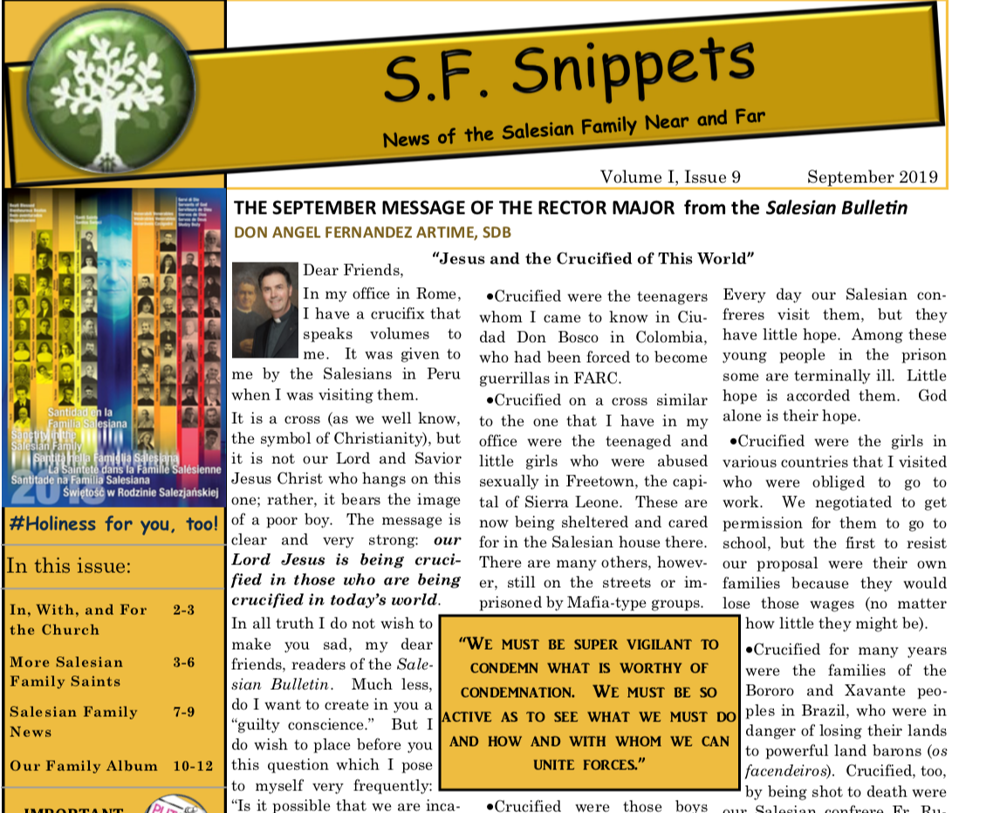 S.F. Snippets
News of the Salesian Family Near and Far
Volume I, Issue 9 September 2019
Santidad en la
Familia Salesiana
Sanctity in the
Salesian Family
Santità nella Famiglia Salesiana
La Sainteté dans la Famille Salésienne
Santitade na Familia Salesiana
Świętość w Rodzinie Salezjańskiej
#Holiness for you, too!
In this issue:
In, With, and For 2-3
the Church
More Salesian 3-6
Family Saints
Salesian Family 7-9
News
Our Family Album 10-12
IMPORTANT
THE SEPTEMBER MESSAGE OF THE RECTOR MAJOR from the Salesian Bulletin
DON ANGEL FERNANDEZ ARTIME, SDB
“Jesus and the Crucified of This World”
Dear Friends,
In my office in Rome,
I have a crucifix that
speaks volumes to
me. It was given to
me by the Salesians in Peru
when I was visiting them.
It is a cross (as we well know,
the symbol of Christianity), but
it is not our Lord and Savior
Jesus Christ who hangs on this
one; rather, it bears the image
of a poor boy. The message is
clear and very strong: our
Lord Jesus is being cruci-
fied in those who are being
crucified in today’s world.
In all truth I do not wish to
make you sad, my dear
friends, readers of the Sale-
sian Bulletin. Much less,
do I want to create in you a
“guilty conscience.” But I
do wish to place before you
this question which I pose
to myself very frequently:
“Is it possible that we are inca-
•Crucified were the teenagers
whom I came to know in Ciu-
dad Don Bosco in Colombia,
who had been forced to become
guerrillas in FARC.
•Crucified on a cross similar
to the one that I have in my
office were the teenaged and
little girls who were abused
sexually in Freetown, the capi-
tal of Sierra Leone. These are
now being sheltered and cared
for in the Salesian house there.
There are many others, howev-
er, still on the streets or im-
prisoned by Mafia-type groups.
“WE MUST BE SUPER VIGILANT TO
CONDEMN WHAT IS WORTHY OF
CONDEMNATION. WE MUST BE SO
ACTIVE AS TO SEE WHAT WE MUST DO
AND HOW AND WITH WHOM WE CAN
UNITE FORCES.”
•Crucified were those boys
Every day our Salesian con-
freres visit them, but they
have little hope. Among these
young people in the prison
some are terminally ill. Little
hope is accorded them. God
alone is their hope.
•Crucified were the girls in
various countries that I visited
who were obliged to go to
work. We negotiated to get
permission for them to go to
school, but the first to resist
our proposal were their own
families because they would
lose those wages (no matter
how little they might be).
•Crucified for many years
were the families of the
Bororo and Xavante peo-
ples in Brazil, who were in
danger of losing their lands
to powerful land barons (os
facendeiros). Crucified, too,
by being shot to death were
our Salesian confrere Fr. Ru-